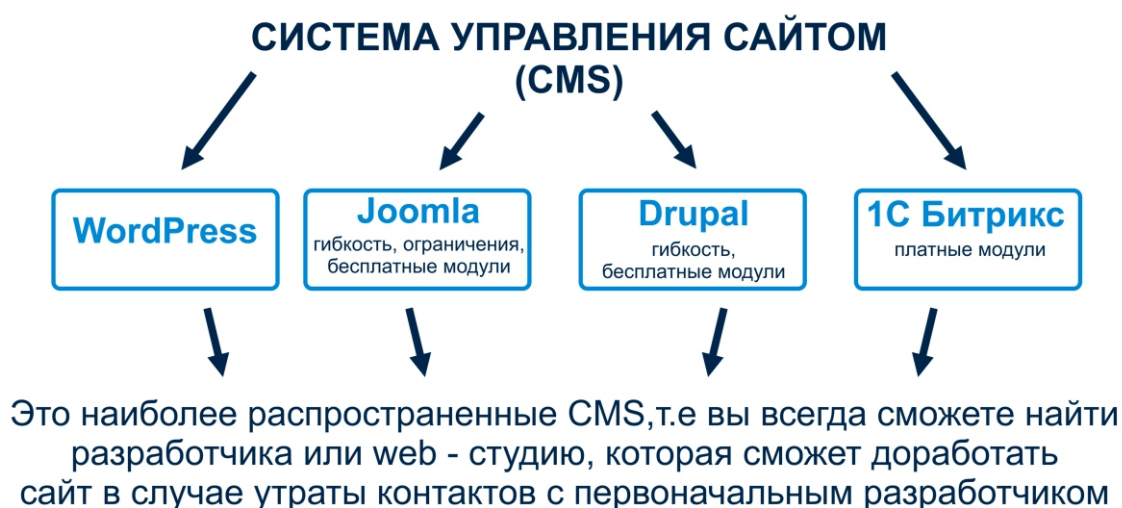 СИСТЕМА УПРАВЛЕНИЯ САЙТОМ
(CMS)
WordPress
Joomla
гибкость, ограничения,
бесплатные модули
Drupal
гибкость,
бесплатные модули
1С Битрикс
платные модули
Это наиболее распространенные CMS,т.е вы всегда сможете найти
разработчика или web - студию, которая сможет доработать
сайт в случае утраты контактов с первоначальным разработчиком